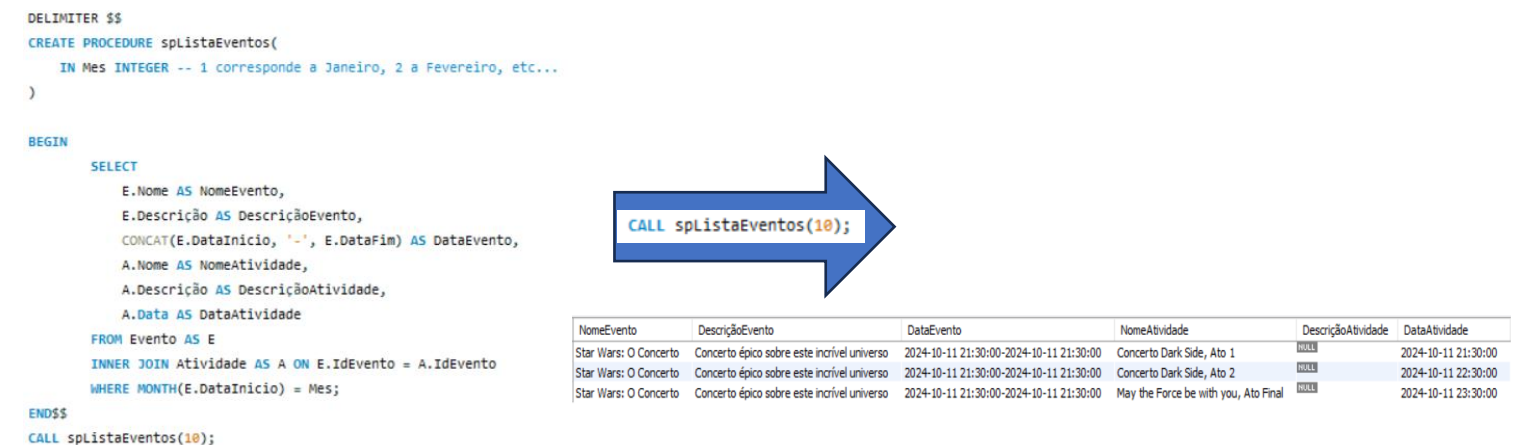 DELIMITER $$
CREATE PROCEDURE spListaEventos(
IN Mes INTEGER -- 1 corresponde a Janeiro, 2 a Fevereiro, etc...
)
BEGIN
SELECT
E.Nome AS NomeEvento,
E.Descrição AS DescriçãoEvento,
CONCAT(E.DataInicio, '-', E.DataFim) AS DataEvento,
A.Nome AS NomeAtividade,
A.Descrição AS DescriçãoAtividade,
A.Data AS DataAtividade
FROM Evento AS E
INNER JOIN Atividade AS A ON E.IdEvento = A.IdEvento
WHERE MONTH(E.DataInicio) = Mes;
END$$
CALL spListaEventos(10);
CALL spListaEventos(10);
NomeEvento DescriçãoEvento DataEvento NomeAtividade DescriçãoAtividade DataAtividade
Star Wars: O Concerto Concerto épico sobre este incrível universo 2024-10-11 21:30:00-2024-10-11 21:30:00 Concerto Dark Side, Ato 1 NULL 2024-10-11 21:30:00
Star Wars: O Concerto Concerto épico sobre este incrível universo 2024-10-11 21:30:00-2024-10-11 21:30:00 Concerto Dark Side, Ato 2 NULL 2024-10-11 22:30:00
Star Wars: O Concerto Concerto épico sobre este incrível universo 2024-10-11 21:30:00-2024-10-11 21:30:00 May the Force be with you, Ato Final NULL 2024-10-11 23:30:00